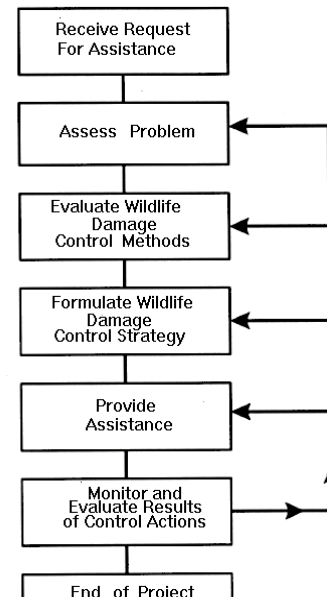 Receive Request
For Assistance
Assess Problem
Evaluate Wildlife
Damage
Control Methods
Formulate Wildlife
Damage
Control Strategy
Provide
Assistance
Monitor and
Evaluate Results
of Control Actions
End of Project